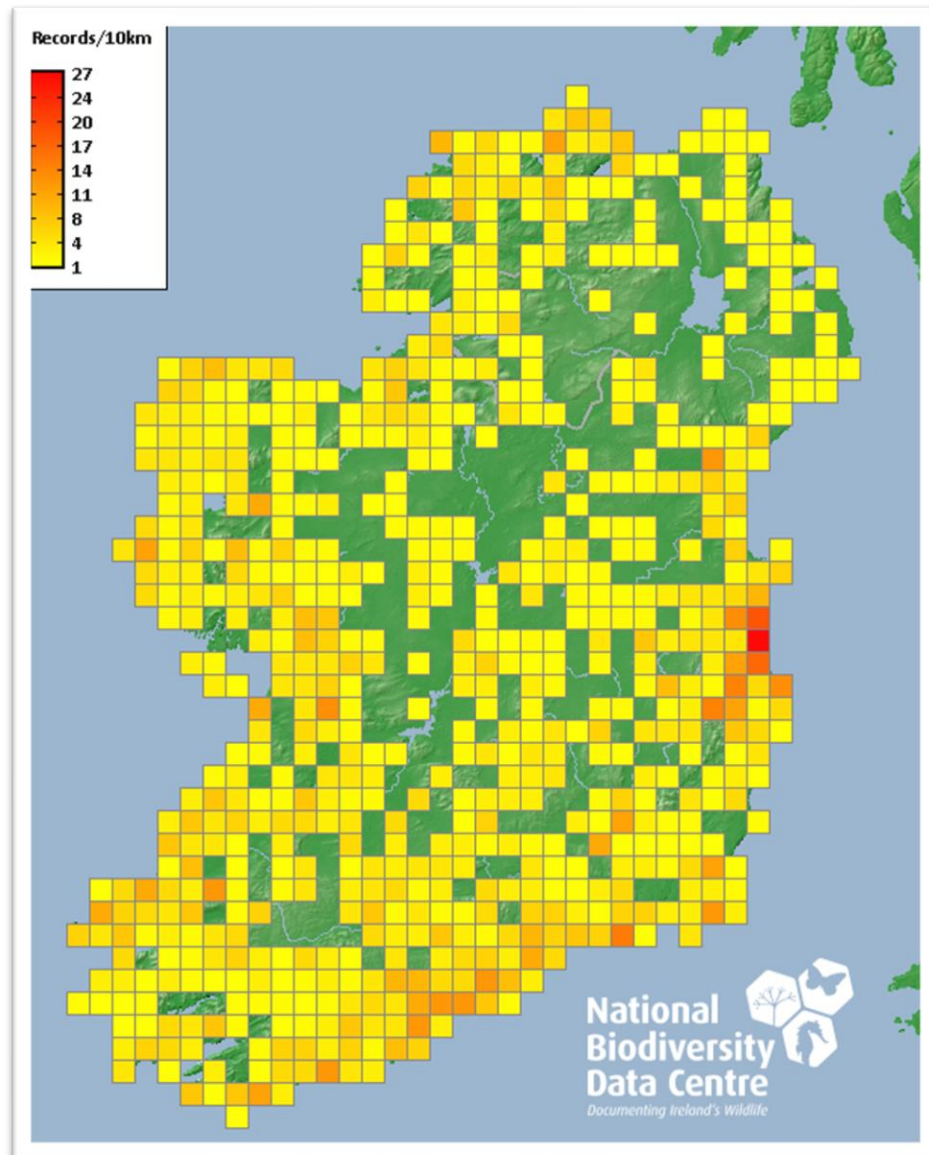 Records/10km
27
24
20
17
14
11
8
4
1
National
Biodiversity
Data Centre
Documenting Ireland's Wildlife